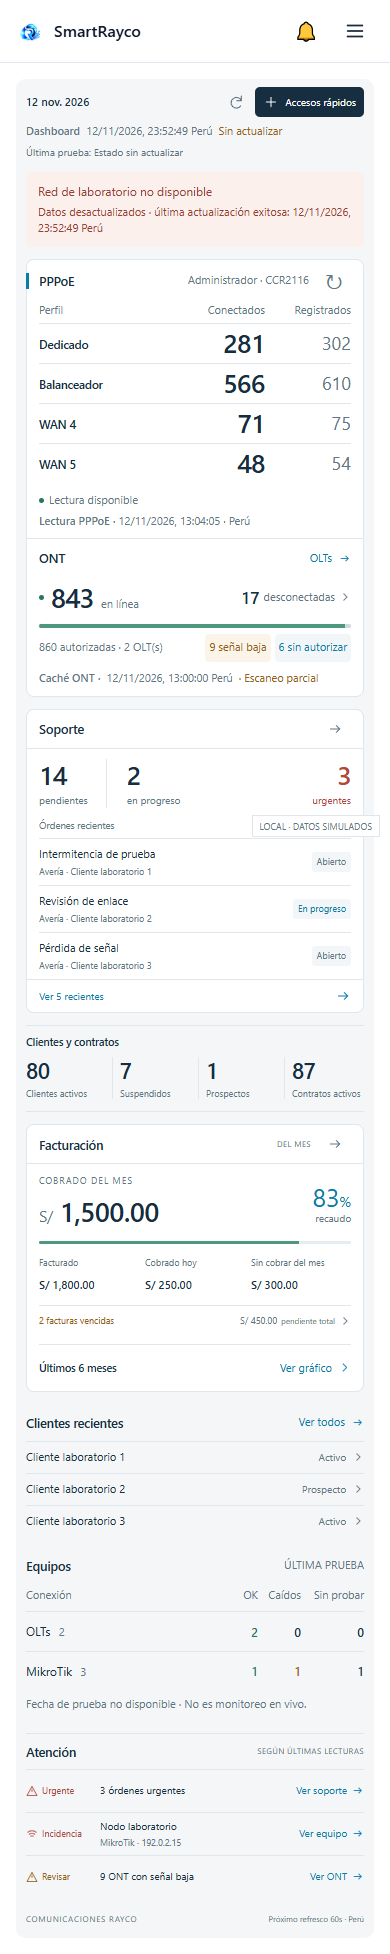 SmartRayco
12 nov. 2026
Accesos rápidos
Dashboard 12/11/2026, 23:52:49 Perú Sin actualizar
Última prueba: Estado sin actualizar
Red de laboratorio no disponible
Datos desactualizados · última actualización exitosa: 12/11/2026,
23:52:49 Perú
PPPoE Administrador · CCR2116
Perfil Conectados Registrados
Dedicado 281 302
Balanceador 566 610
WAN 4 71 75
WAN 5 48 54
Lectura disponible
Lectura PPPoE · 12/11/2026, 13:04:05 · Perú
ONT OLTs →
843 en línea 17 desconectadas
860 autorizadas · 2 OLT(s) 9 señal baja 6 sin autorizar
Caché ONT · 12/11/2026, 13:00:00 Perú · Escaneo parcial
Soporte →
14 2 3
pendientes en progreso urgentes
Órdenes recientes
LOCAL · DATOS SIMULADOS
Intermitencia de prueba
Avería · Cliente laboratorio 1
Abierto
Revisión de enlace
Avería · Cliente laboratorio 2
En progreso
Pérdida de señal
Avería · Cliente laboratorio 3
Abierto
Ver 5 recientes →
Clientes y contratos
80 7 1 87
Clientes activos Suspendidos Prospectos Contratos activos
Facturación DEL MES →
COBRADO DEL MES
S/ 1,500.00
83%
recaudo
Facturado Cobrado hoy Sin cobrar del mes
S/ 1,800.00 S/ 250.00 S/ 300.00
2 facturas vencidas S/ 450.00 pendiente total
Últimos 6 meses Ver gráfico
Clientes recientes Ver todos →
Cliente laboratorio 1 Activo
Cliente laboratorio 2 Prospecto
Cliente laboratorio 3 Activo
Equipos ÚLTIMA PRUEBA
Conexión OK Caídos Sin probar
OLTs 2 2 0 0
MikroTik 3 1 1 1
Fecha de prueba no disponible · No es monitoreo en vivo.
Atención SEGÚN ÚLTIMAS LECTURAS
Urgente 3 órdenes urgentes Ver soporte →
Incidencia Nodo laboratorio
MikroTik · 192.0.2.15
Ver equipo →
Revisar 9 ONT con señal baja Ver ONT →
COMUNICACIONES RAYCO Próximo refresco 60s · Perú